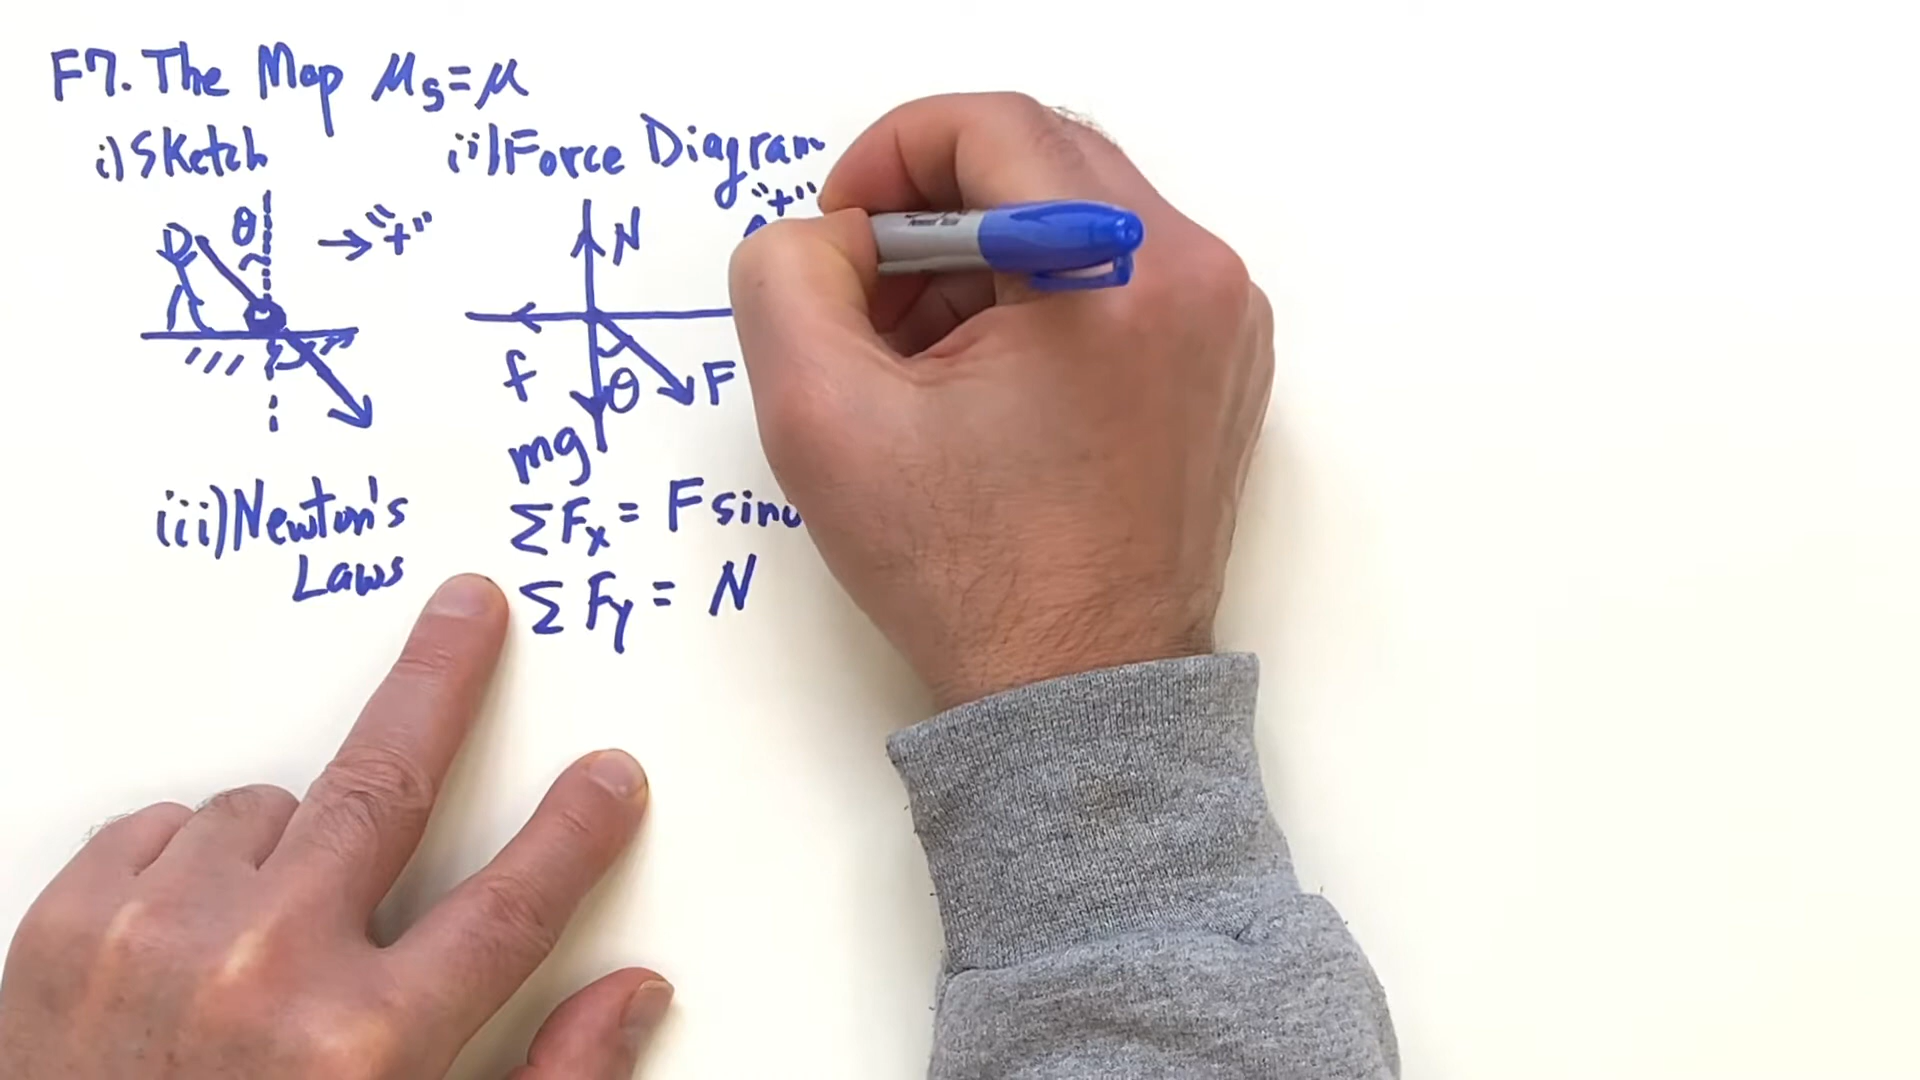 F7. The Mop μs=μ
i) Sketch
ii) Force Diagram
θ
→ "+"
N
"+"
f
θ
F
mg
iii) Newton's
Laws
ΣFx = F sin
ΣFy = N